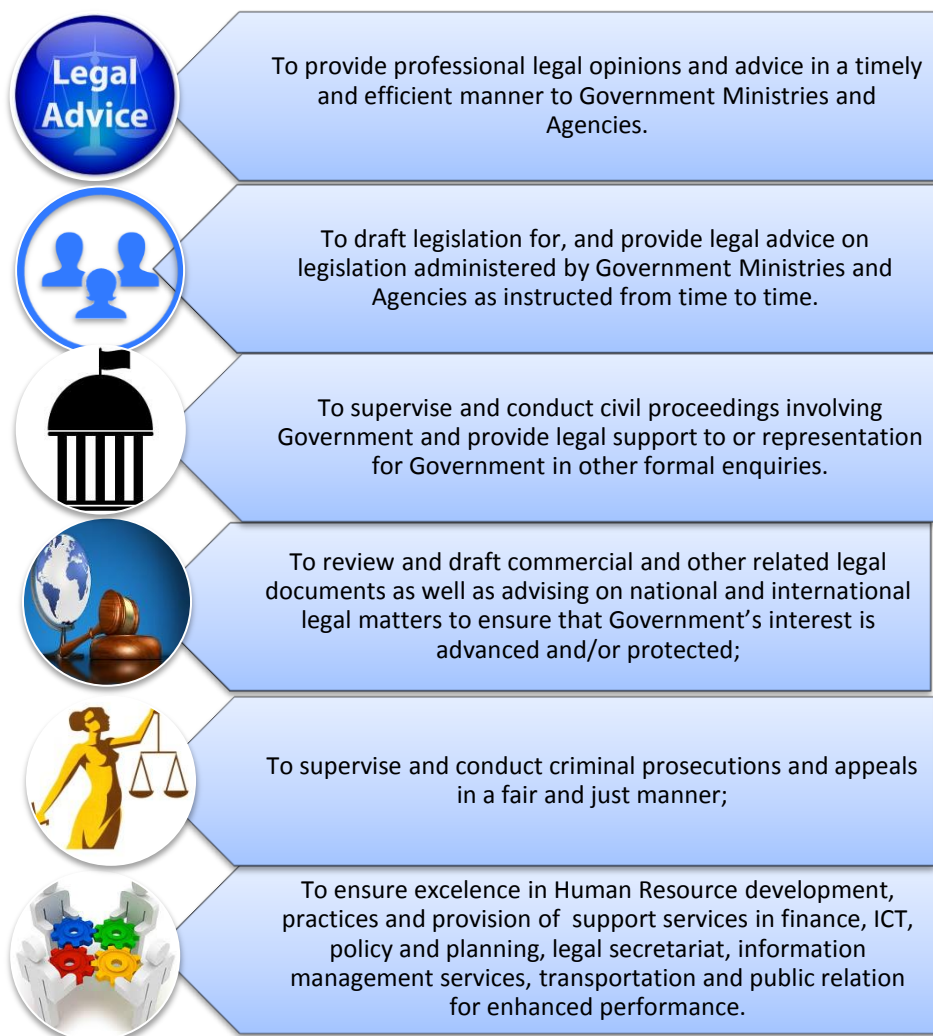 Legal
Advice
To provide professional legal opinions and advice in a timely
and efficient manner to Government Ministries and
Agencies.
To draft legislation for, and provide legal advice on
legislation administered by Government Ministries and
Agencies as instructed from time to time.
To supervise and conduct civil proceedings involving
Government and provide legal support to or representation
for Government in other formal enquiries.
To review and draft commercial and other related legal
documents as well as advising on national and international
legal matters to ensure that Government’s interest is
advanced and/or protected;
To supervise and conduct criminal prosecutions and appeals
in a fair and just manner;
To ensure excelence in Human Resource development,
practices and provision of support services in finance, ICT,
policy and planning, legal secretariat, information
management services, transportation and public relation
for enhanced performance.